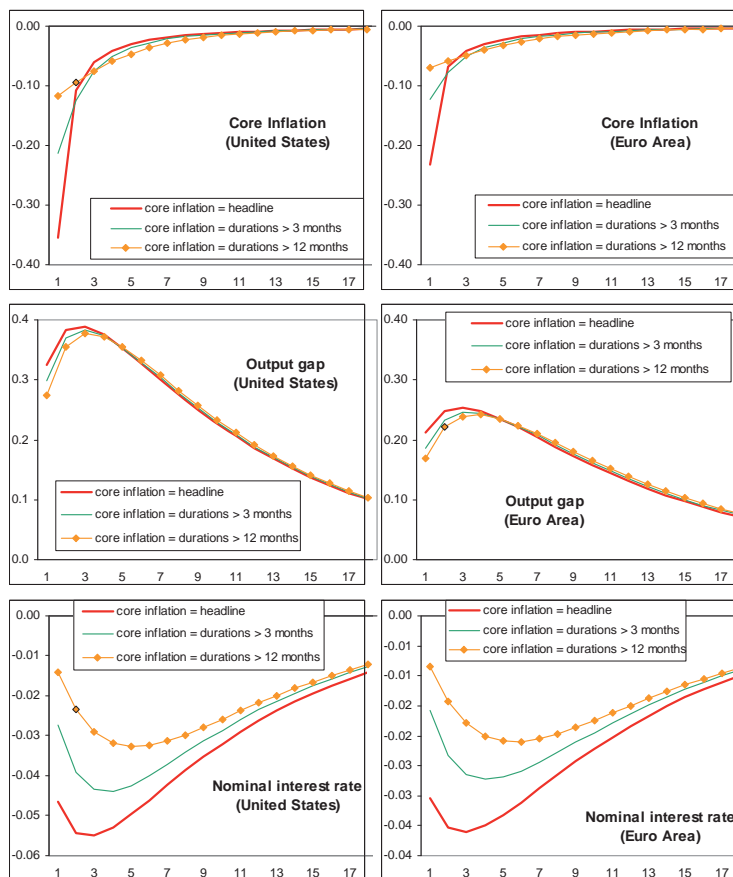 0.00
-0.10
-0.20
-0.30
-0.40
Core Inflation
(United States)
core inflation = headline
core inflation = durations > 3 months
core inflation = durations > 12 months
1 3 5 7 9 11 13 15 17
0.00
-0.10
-0.20
-0.30
-0.40
Core Inflation
(Euro Area)
core inflation = headline
core inflation = durations > 3 months
core inflation = durations > 12 months
1 3 5 7 9 11 13 15 17
0.4
0.3
0.2
0.1
0.00
Output gap
(United States)
core inflation = headline
core inflation = durations > 3 months
core inflation = durations > 12 months
1 3 5 7 9 11 13 15 17
0.40
0.30
0.20
0.10
0.00
core inflation = headline
core inflation = durations > 3 months
core inflation = durations > 12 months
Output gap
(Euro Area)
1 3 5 7 9 11 13 15 17
0.00
-0.01
-0.02
-0.03
-0.04
-0.05
-0.06
core inflation = headline
core inflation = durations > 3 months
core inflation = durations > 12 months
Nominal interest rate
(United States)
1 3 5 7 9 11 13 15 17
0.00
-0.01
-0.01
-0.02
-0.02
-0.03
-0.03
-0.04
-0.04
core inflation = headline
core inflation = durations > 3 months
core inflation = durations > 12 months
Nominal interest rate
(Euro Area)
1 3 5 7 9 11 13 15 17